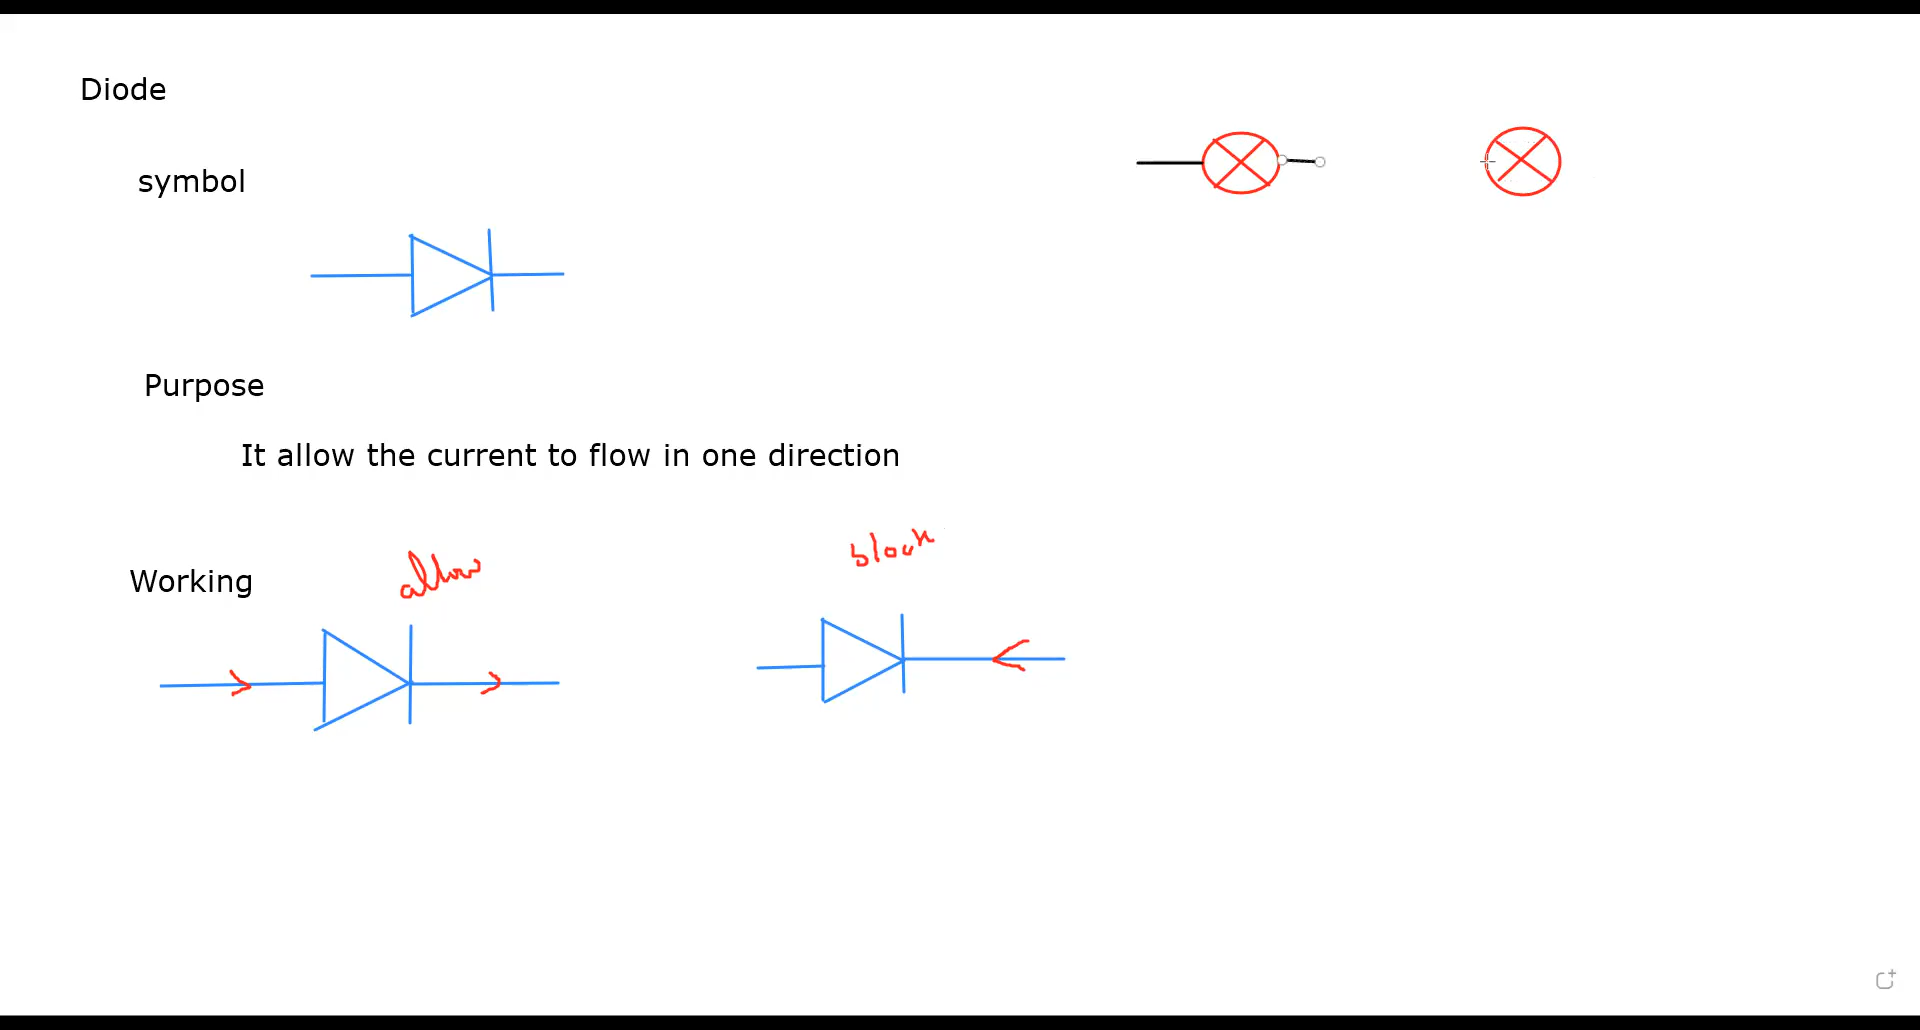 Diode
symbol
Purpose
It allow the current to flow in one direction
Working
allow
block